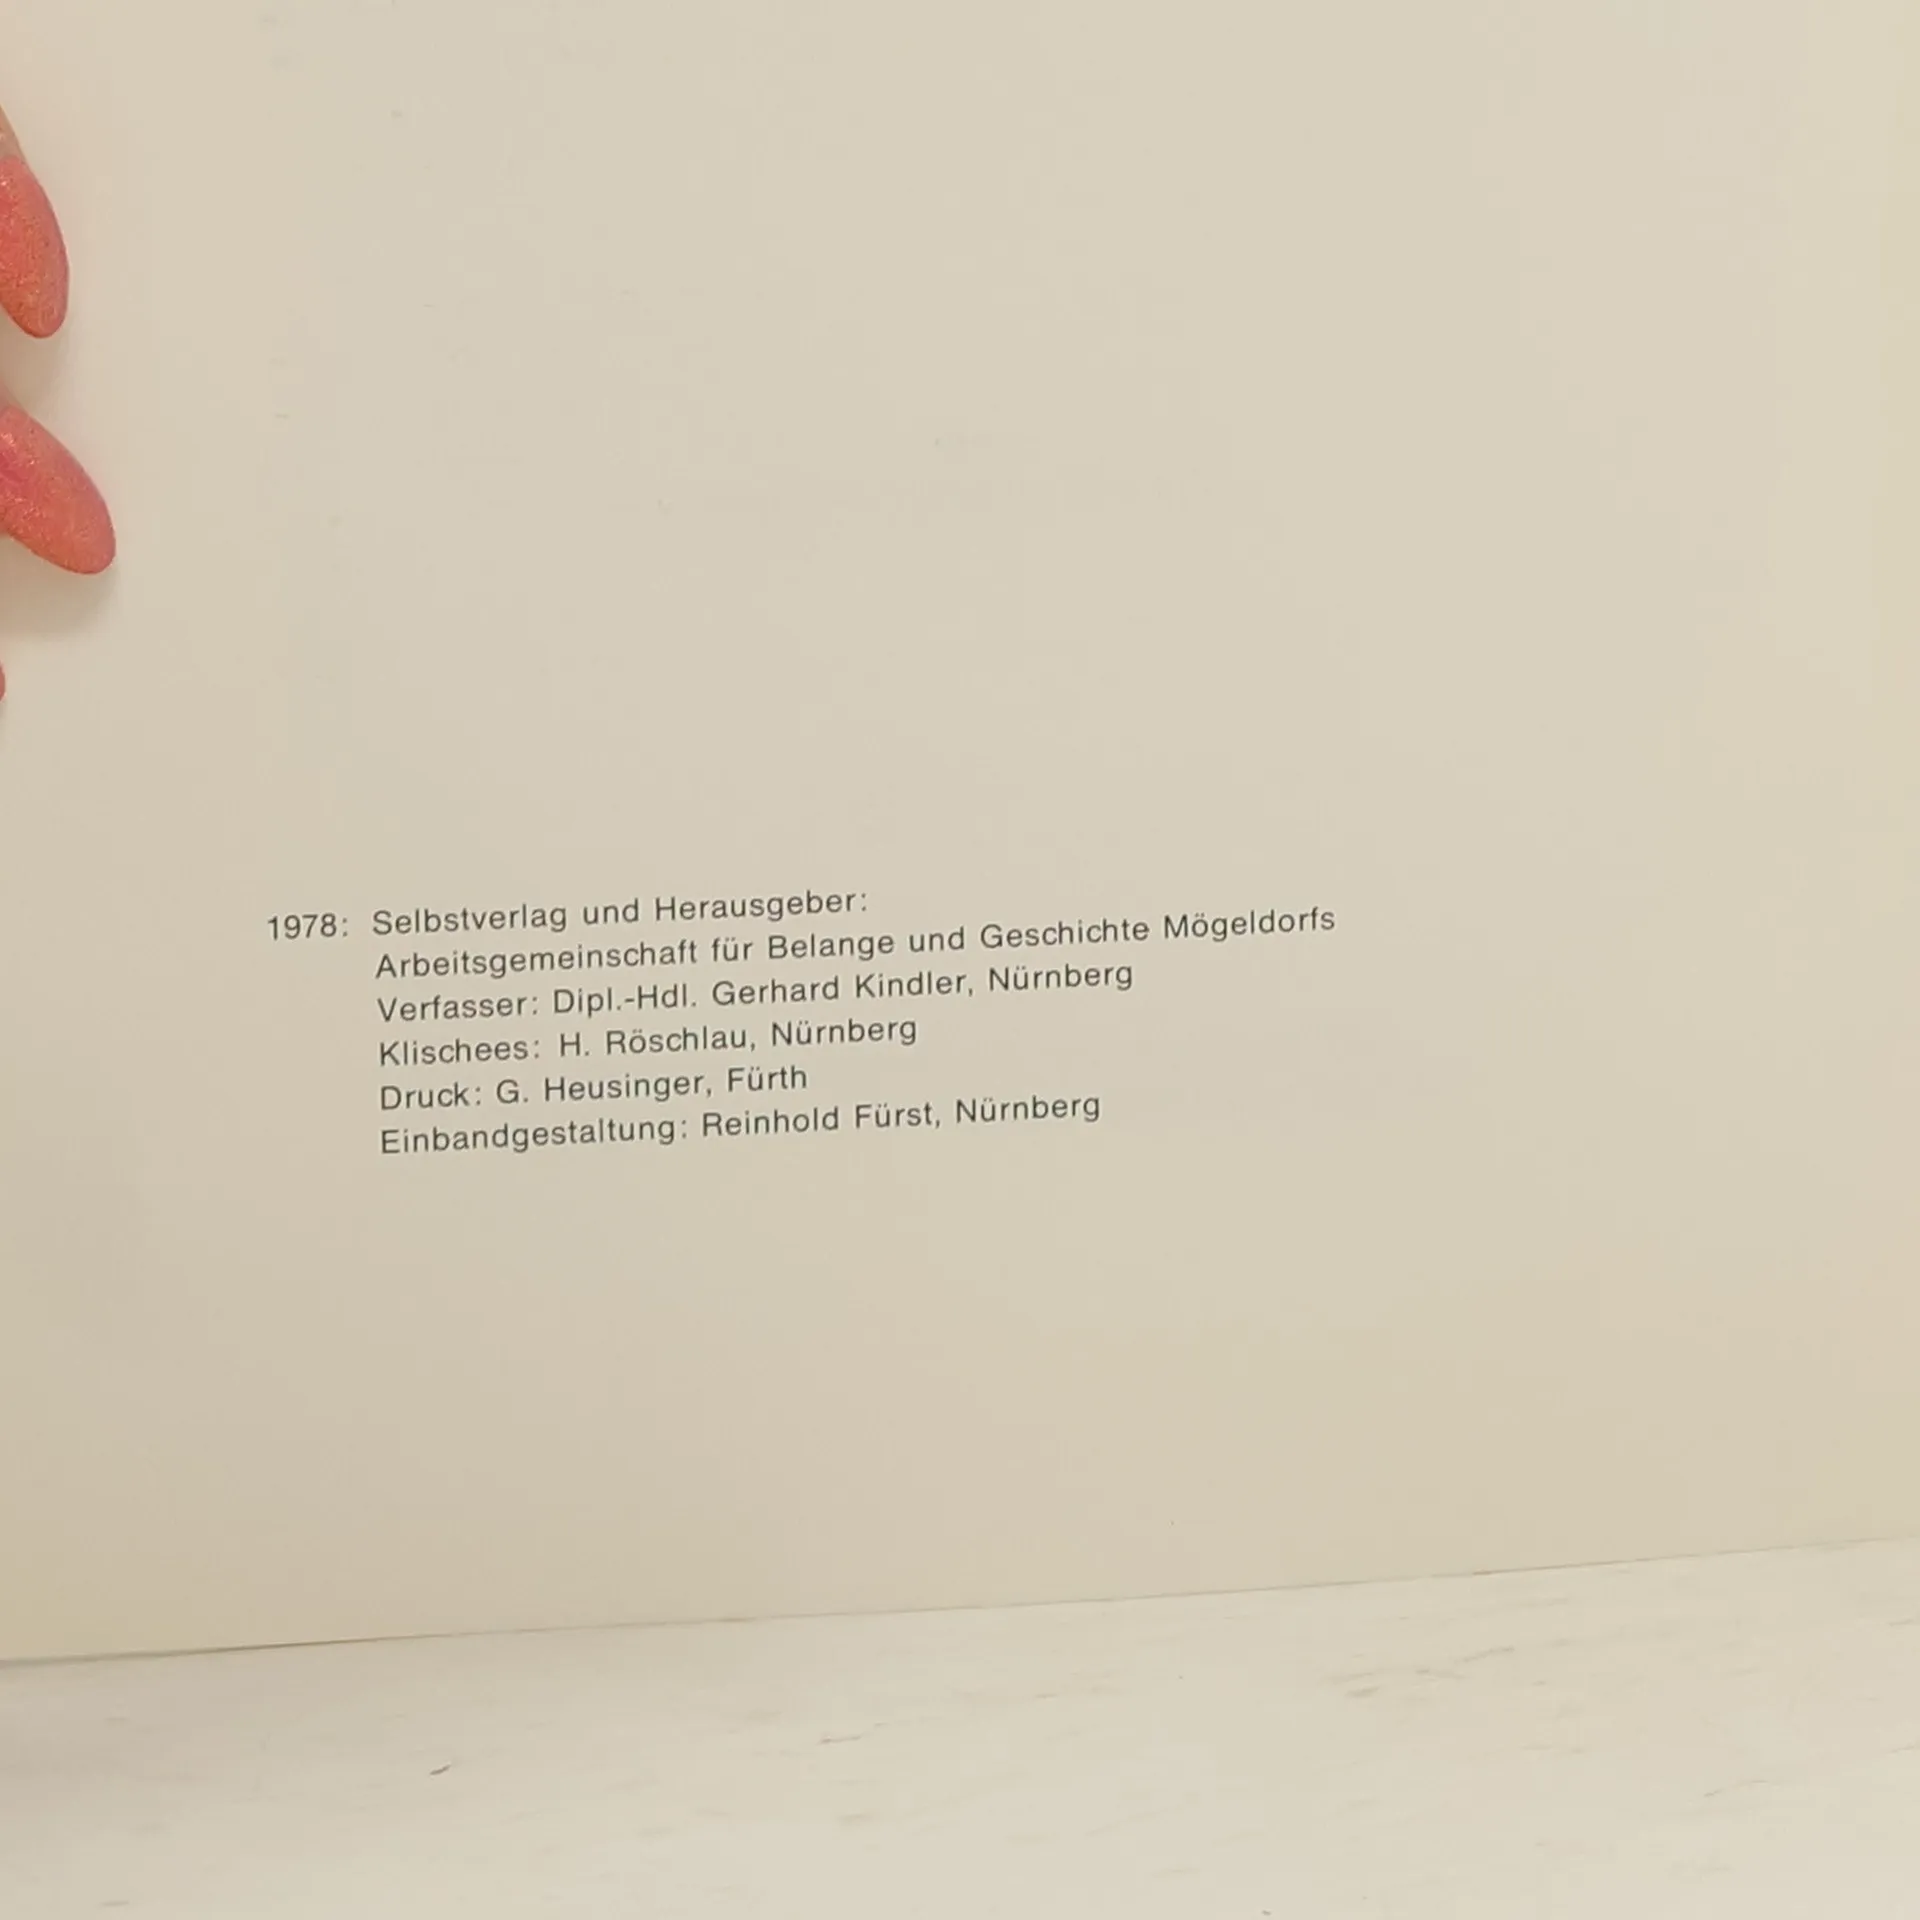 1978: Selbstverlag und Herausgeber:
Arbeitsgemeinschaft für Belange und Geschichte Mögeldorfs
Verfasser: Dipl.-Hdl. Gerhard Kindler, Nürnberg
Klischees: H. Röschlau, Nürnberg
Druck: G. Heusinger, Fürth
Einbandgestaltung: Reinhold Fürst, Nürnberg